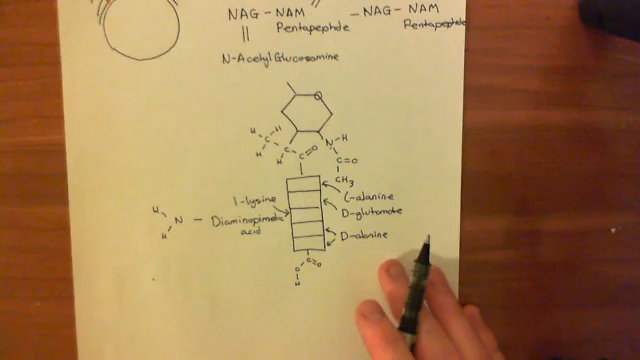 NAG - NAM - NAG - NAM
Pentapeptide Pentapeptide
||
N-Acetyl Glucosamine
O
H H
C
H C C=O
H
N-H
C=O
CH3
l-lysine L-alanine
Diaminopimelic D-glutamate
acid
H
N -
H
D-alanine
C=O
O
H